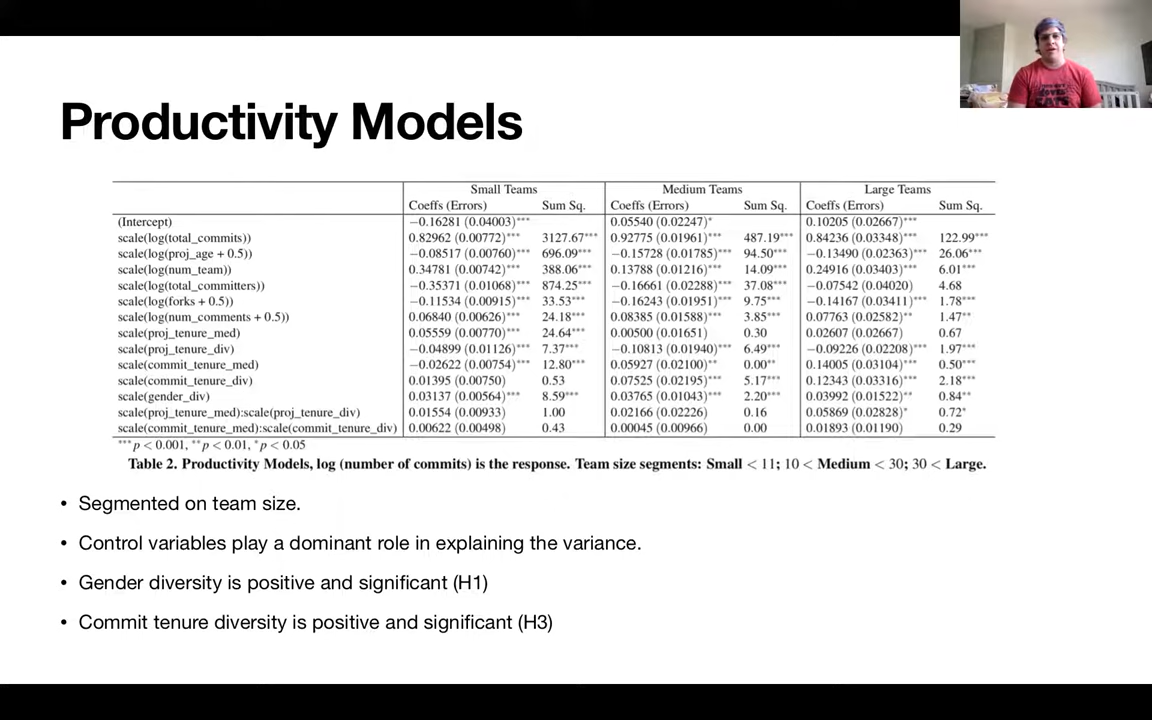 Productivity Models
Small Teams Medium Teams Large Teams
Coeffs (Errors) Sum Sq. Coeffs (Errors) Sum Sq. Coeffs (Errors) Sum Sq.
(Intercept) −0.16281 (0.04003)*** 0.05540 (0.02247)* 0.10205 (0.02667)***
scale(log(total_commits)) 0.82962 (0.00772)*** 3127.67*** 0.92775 (0.01961)*** 487.19*** 0.84236 (0.03348)*** 122.99***
scale(log(proj_age + 0.5)) −0.08517 (0.00760)*** 696.09*** −0.15728 (0.01785)*** 94.50*** −0.13490 (0.02363)*** 26.06***
scale(log(num_team)) 0.34781 (0.00742)*** 388.06*** 0.13788 (0.01216)*** 14.09*** 0.24916 (0.03403)*** 6.01***
scale(log(total_committers)) −0.35371 (0.01068)*** 874.25*** −0.16661 (0.02288)*** 37.08*** −0.07542 (0.04020) 4.68
scale(log(forks + 0.5)) −0.11534 (0.00915)*** 33.53*** −0.16243 (0.01951)*** 9.75*** −0.14167 (0.03411)*** 1.78***
scale(log(num_comments + 0.5)) 0.06840 (0.00626)*** 24.18*** 0.08385 (0.01588)*** 3.85*** 0.07763 (0.02582)** 1.47**
scale(proj_tenure_med) 0.05559 (0.00770)*** 24.64*** 0.00500 (0.01651) 0.30 0.02607 (0.02667) 0.67
scale(proj_tenure_div) −0.04899 (0.01126)*** 7.37*** −0.10813 (0.01940)*** 6.49*** −0.09226 (0.02208)*** 1.97***
scale(commit_tenure_med) −0.02622 (0.00754)*** 12.80*** 0.05927 (0.02100)** 0.00** 0.14005 (0.03104)*** 0.50***
scale(commit_tenure_div) 0.01395 (0.00750) 0.53 0.07525 (0.02195)*** 5.17*** 0.12343 (0.03316)*** 2.18***
scale(gender_div) 0.03137 (0.00564)*** 8.59*** 0.03765 (0.01043)*** 2.20*** 0.03992 (0.01522)** 0.84**
scale(proj_tenure_med):scale(proj_tenure_div) 0.01554 (0.00933) 1.00 0.02166 (0.02226) 0.16 0.05869 (0.02828)* 0.72*
scale(commit_tenure_med):scale(commit_tenure_div) 0.00622 (0.00498) 0.43 0.00045 (0.00966) 0.00 0.01893 (0.01190) 0.29
***p < 0.001, **p < 0.01, *p < 0.05
Table 2. Productivity Models, log (number of commits) is the response. Team size segments: Small < 11; 10 < Medium < 30; 30 < Large.
• Segmented on team size.
• Control variables play a dominant role in explaining the variance.
• Gender diversity is positive and significant (H1)
• Commit tenure diversity is positive and significant (H3)